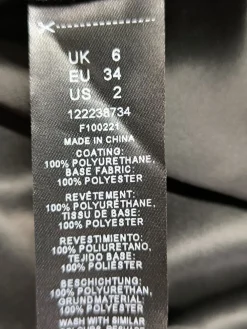 UK 6
EU 34
US 2
122238734
F100221
MADE IN CHINA
COATING:
100% POLYURETHANE,
BASE FABRIC:
100% POLYESTER
REVÊTEMENT:
100% POLYURÉTHANE,
TISSU DE BASE:
100% POLYESTER
REVESTIMIENTO:
100% POLIURETANO,
TEJIDO BASE:
100% POLIÉSTER
BESCHICHTUNG:
100% POLYURETHAN,
GRUNDMATERIAL:
100% POLYESTER
WASH WITH SIMILAR